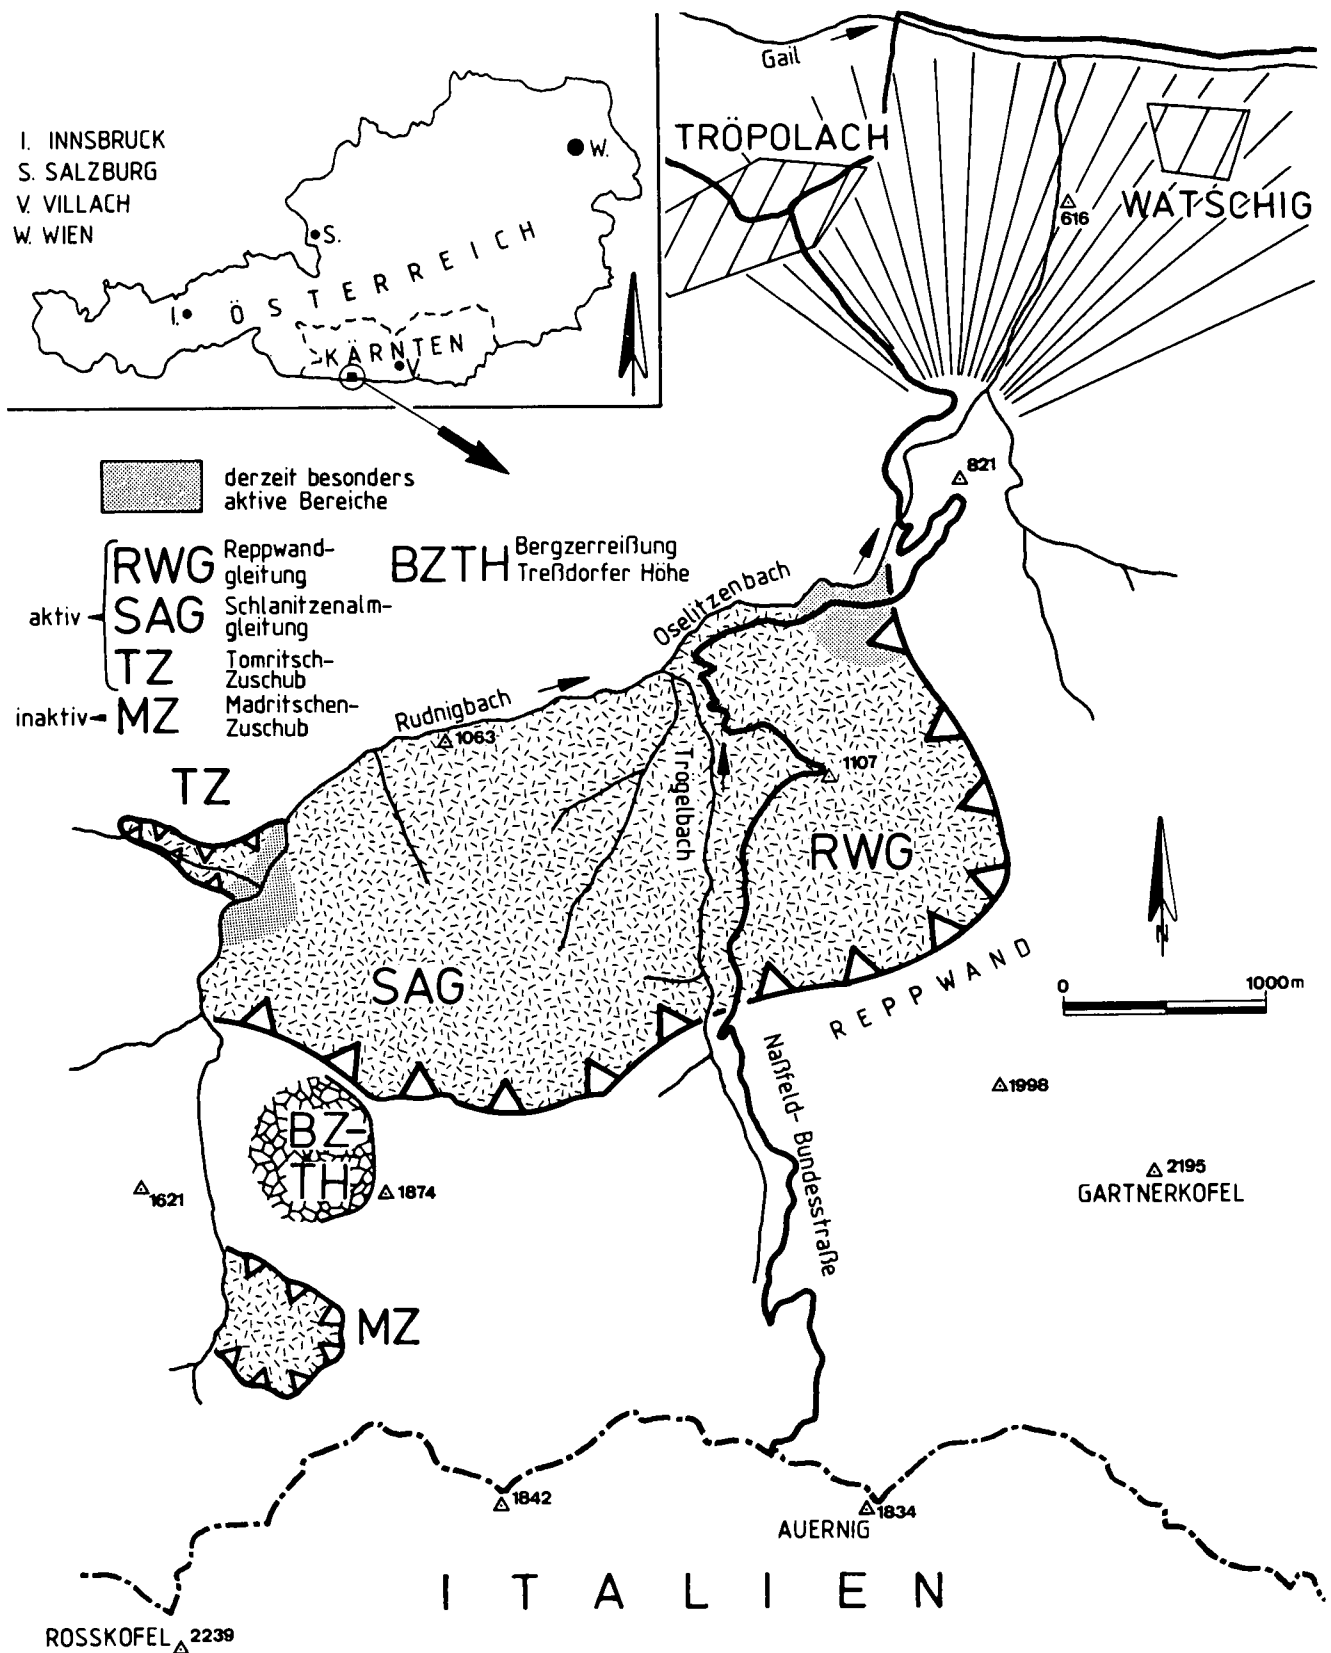 I. INNSBRUCK
S. SALZBURG
V. VILLACH
W. WIEN
W.
S.
I.
ÖSTERREICH
KÄRNTEN
V.
Gail
TRÖPOLACH
WATSCHIG
616
821
derzeit besonders
aktive Bereiche
aktiv
RWG Reppwand-
gleitung
SAG Schlanitzenalm-
gleitung
TZ Tomritsch-
Zuschub
inaktiv MZ Madritschen-
Zuschub
BZTH Bergzerreißung
Treßdorfer Höhe
Oselitzenbach
Rudnigbach
1063
Trögelbach
1107
TZ
RWG
SAG
REPPWAND
N
0 1000m
Naßfeld-Bundesstraße
1998
BZ-
TH
1874
1621
2195
GARTNERKOFEL
MZ
1842
1834
AUERNIG
ITALIEN
ROSSKOFEL 2239